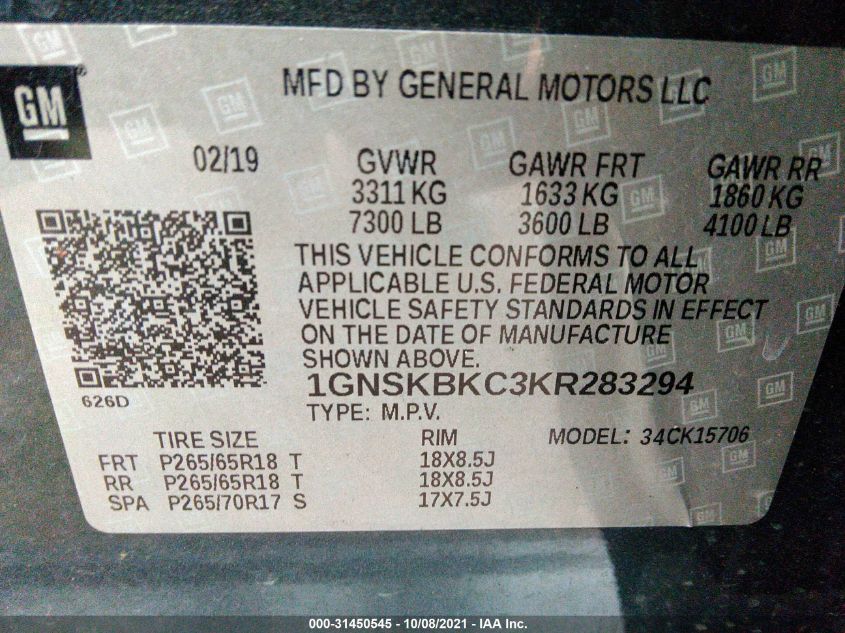 GM
MFD BY GENERAL MOTORS LLC
02/19 GVWR GAWR FRT GAWR RR
3311 KG 1633 KG 1860 KG
7300 LB 3600 LB 4100 LB
THIS VEHICLE CONFORMS TO ALL
APPLICABLE U.S. FEDERAL MOTOR
VEHICLE SAFETY STANDARDS IN EFFECT
ON THE DATE OF MANUFACTURE
SHOWN ABOVE.
1GNSKBKC3KR283294
626D
TYPE: M.P.V.
TIRE SIZE RIM MODEL: 34CK15706
FRT P265/65R18 T 18X8.5J
RR P265/65R18 T 18X8.5J
SPA P265/70R17 S 17X7.5J
000-31450545 - 10/08/2021 - IAA Inc.